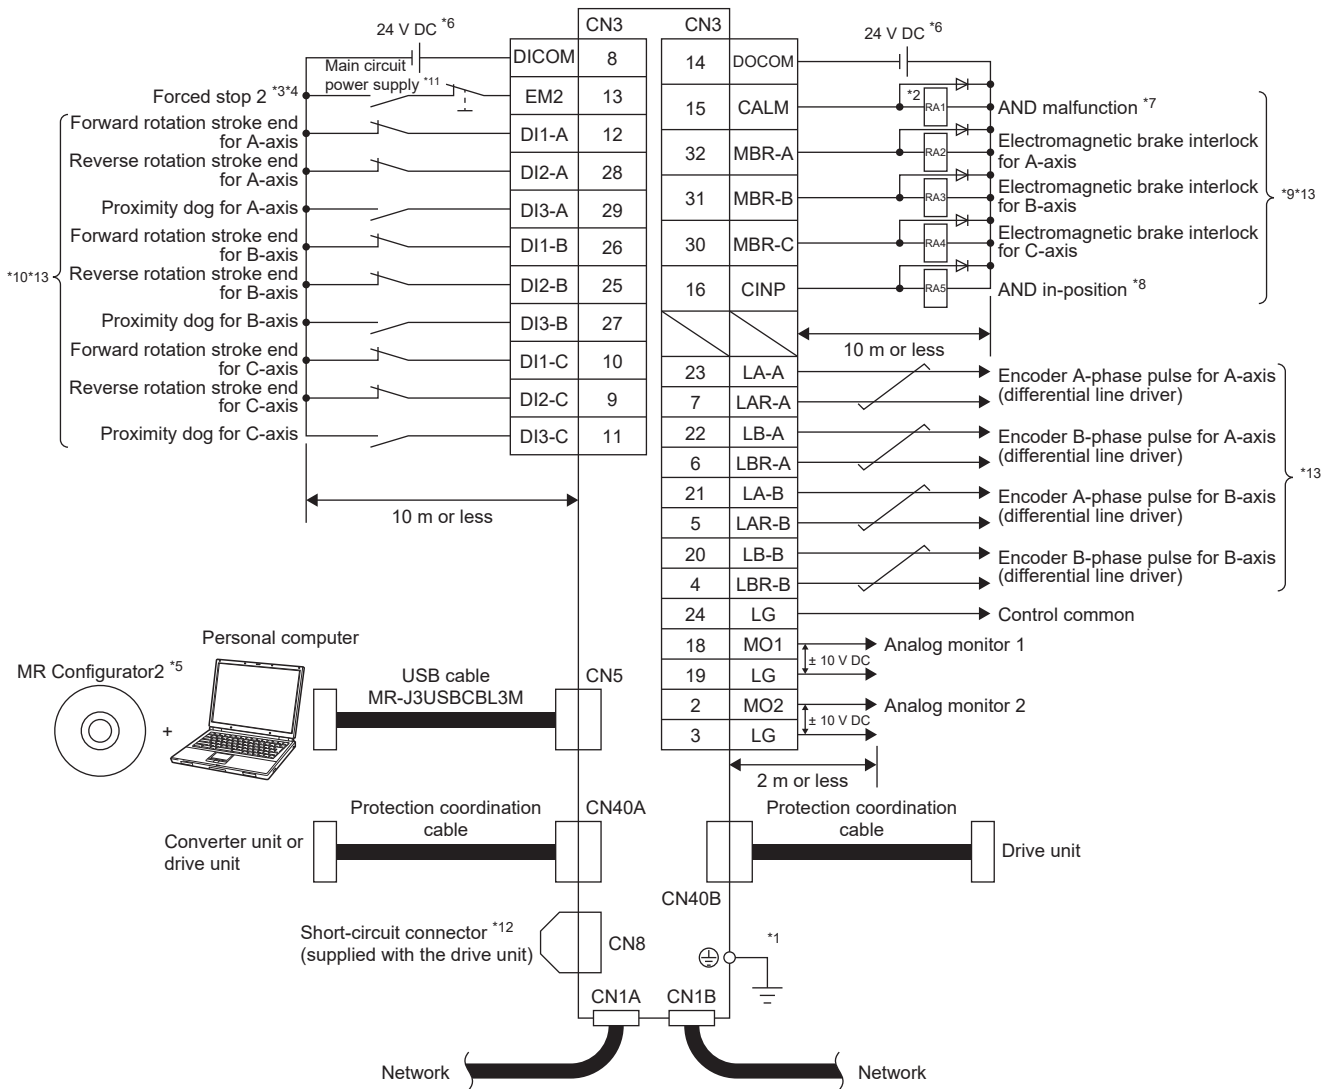 CN3
CN3
24 V DC *6
24 V DC *6
DICOM 8
14 DOCOM
Main circuit
power supply *11
Forced stop 2 *3*4
EM2 13
*2
15 CALM
RA1
AND malfunction *7
Forward rotation stroke end
for A-axis
DI1-A 12
32 MBR-A
RA2
Electromagnetic brake interlock
for A-axis
Reverse rotation stroke end
for A-axis
DI2-A 28
31 MBR-B
RA3
Electromagnetic brake interlock
for B-axis
*9*13
Proximity dog for A-axis
DI3-A 29
30 MBR-C
RA4
Electromagnetic brake interlock
for C-axis
Forward rotation stroke end
for B-axis
DI1-B 26
*10*13
Reverse rotation stroke end
for B-axis
DI2-B 25
16 CINP
RA5
AND in-position *8
Proximity dog for B-axis
DI3-B 27
10 m or less
Forward rotation stroke end
for C-axis
DI1-C 10
Reverse rotation stroke end
for C-axis
DI2-C 9
Proximity dog for C-axis
DI3-C 11
10 m or less
23 LA-A
7 LAR-A
Encoder A-phase pulse for A-axis
(differential line driver)
22 LB-A
6 LBR-A
Encoder B-phase pulse for A-axis
(differential line driver)
*13
21 LA-B
5 LAR-B
Encoder A-phase pulse for B-axis
(differential line driver)
20 LB-B
4 LBR-B
Encoder B-phase pulse for B-axis
(differential line driver)
24 LG
Control common
18 MO1
Analog monitor 1
± 10 V DC
19 LG
2 MO2
Analog monitor 2
± 10 V DC
3 LG
2 m or less
Personal computer
MR Configurator2 *5
+
USB cable
MR-J3USBCBL3M
CN5
Converter unit or
drive unit
Protection coordination
cable
CN40A
Protection coordination
cable
Drive unit
CN40B
Short-circuit connector *12
(supplied with the drive unit)
CN8
*1
CN1A
CN1B
Network
Network